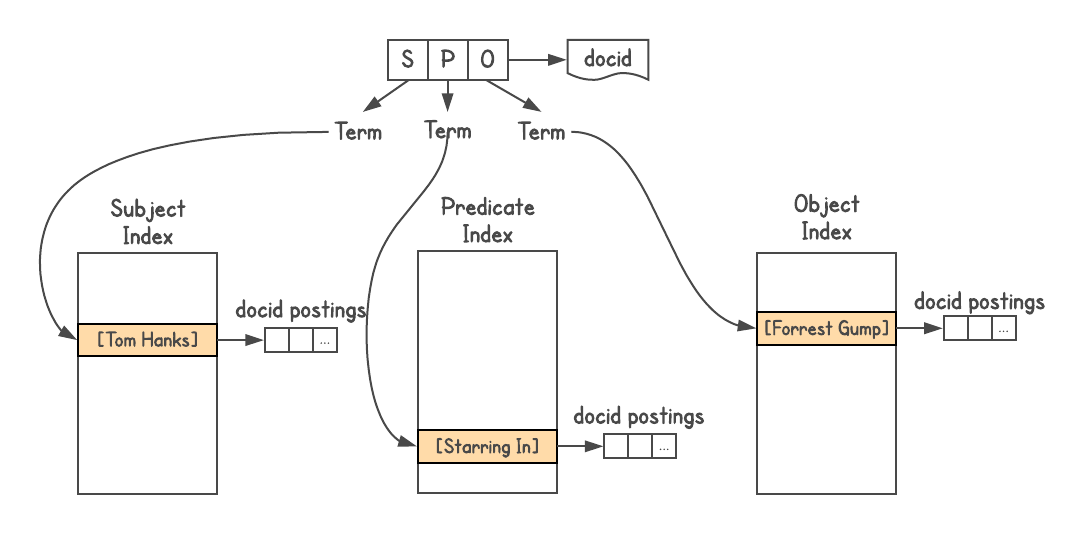 S P O docid
Term Term Term
Subject
Index
Predicate
Index
Object
Index
docid postings
[Tom Hanks] ...
docid postings
[Starring In] ...
docid postings
[Forrest Gump] ...